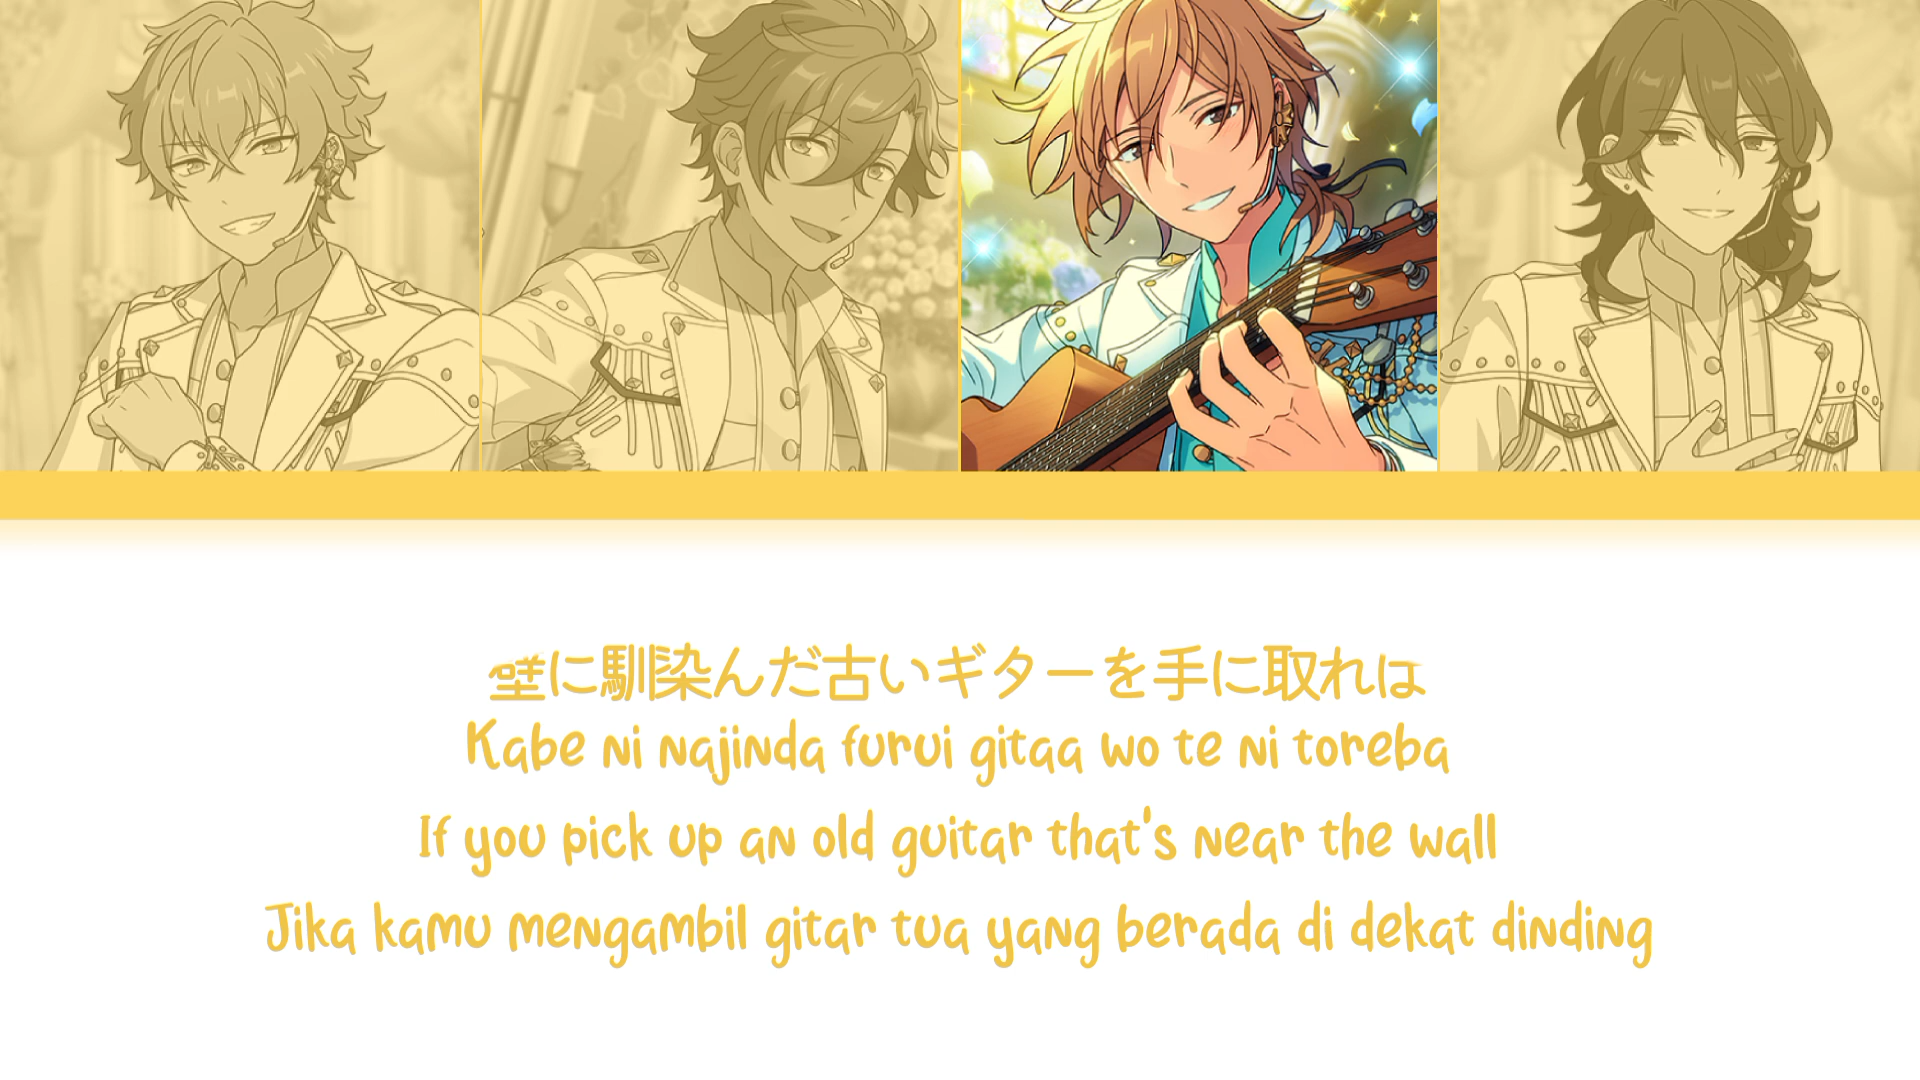 壁に馴染んだ古いギターを手に取れば
Kabe ni najinda furui gitaa wo te ni toreba
If you pick up an old guitar that's near the wall
Jika kamu mengambil gitar tua yang berada di dekat dinding